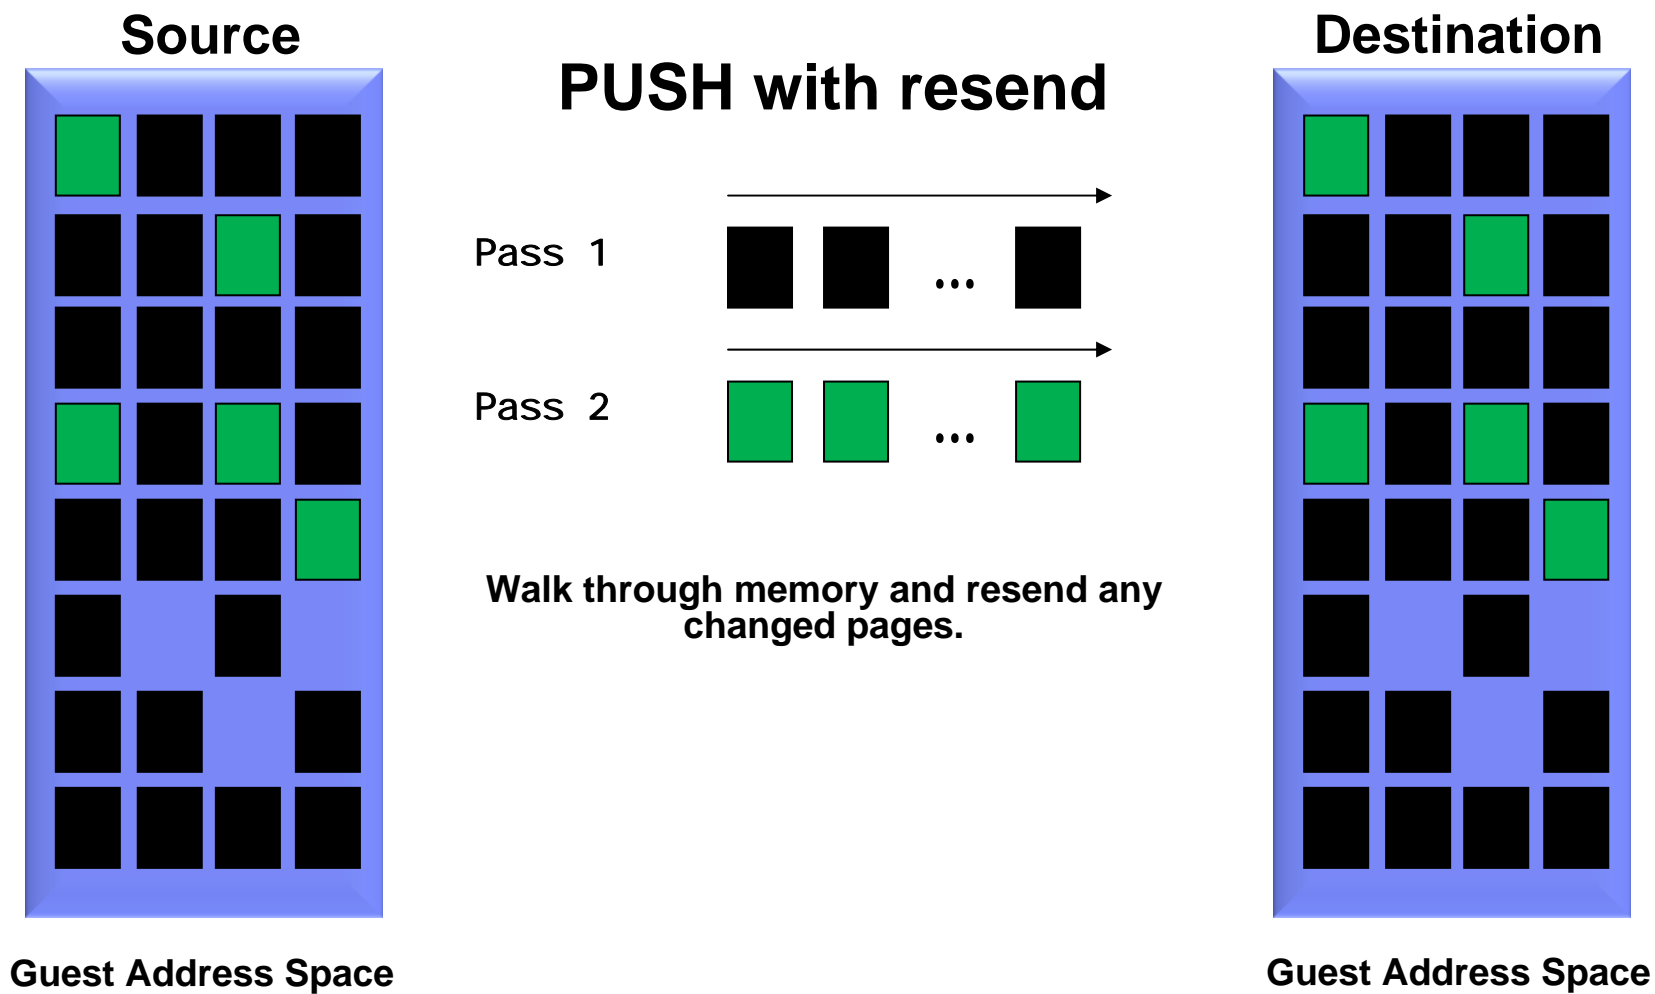 Source
Destination
PUSH with resend
Pass 1
...
Pass 2
...
Walk through memory and resend any
changed pages.
Guest Address Space
Guest Address Space